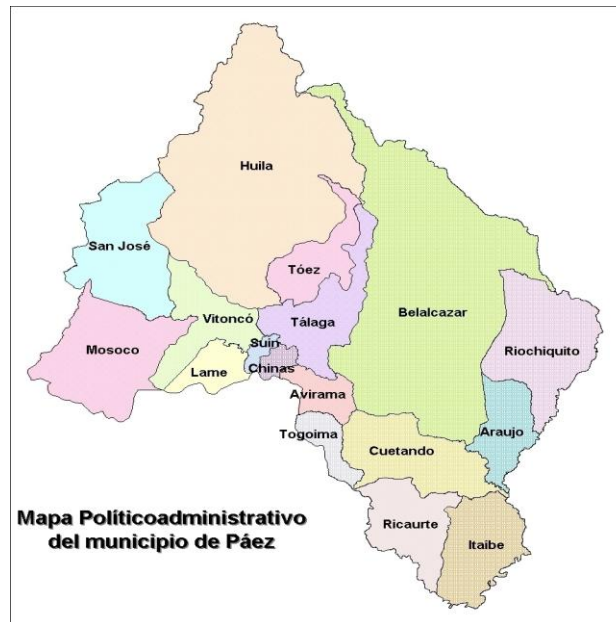 Huila
San José
Tóez
Vitoncó
Tálaga
Belalcazar
Mosoco
Suin
Riochiquito
Lame
Chinas
Avirama
Togoima
Araujo
Cuetando
Mapa Políticoadministrativo
del municipio de Páez
Ricaurte
Itaibe